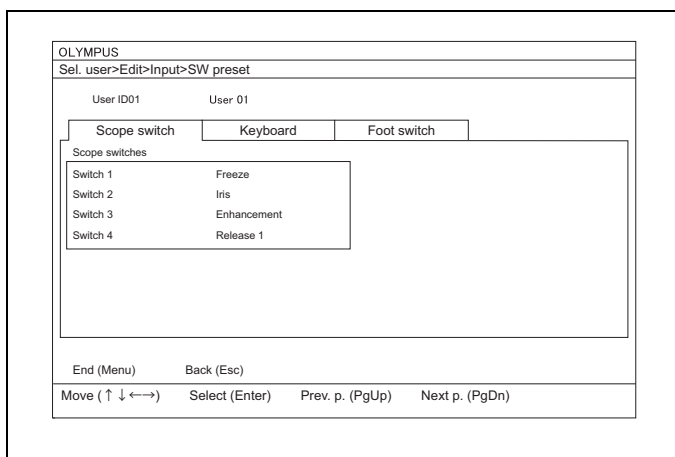 OLYMPUS
Sel. user>Edit>Input>SW preset
User ID01 User 01
Scope switch Keyboard Foot switch
Scope switches
Switch 1 Freeze
Switch 2 Iris
Switch 3 Enhancement
Switch 4 Release 1
End (Menu) Back (Esc)
Move (↑↓←→) Select (Enter) Prev. p. (PgUp) Next p. (PgDn)